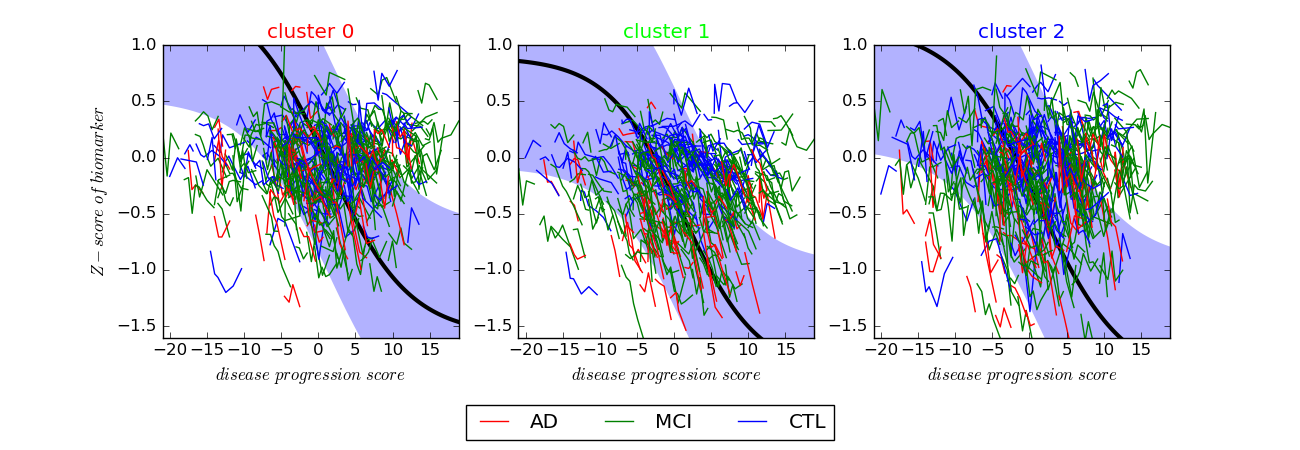 cluster 0 cluster 1 cluster 2
1.0 1.0 1.0
0.5 0.5 0.5
0.0 0.0 0.0
−0.5 −0.5 −0.5
−1.0 −1.0 −1.0
−1.5 −1.5 −1.5
Z − score of biomarker
−20 −15 −10 −5 0 5 10 15 −20 −15 −10 −5 0 5 10 15 −20 −15 −10 −5 0 5 10 15
disease progression score disease progression score disease progression score
AD MCI CTL